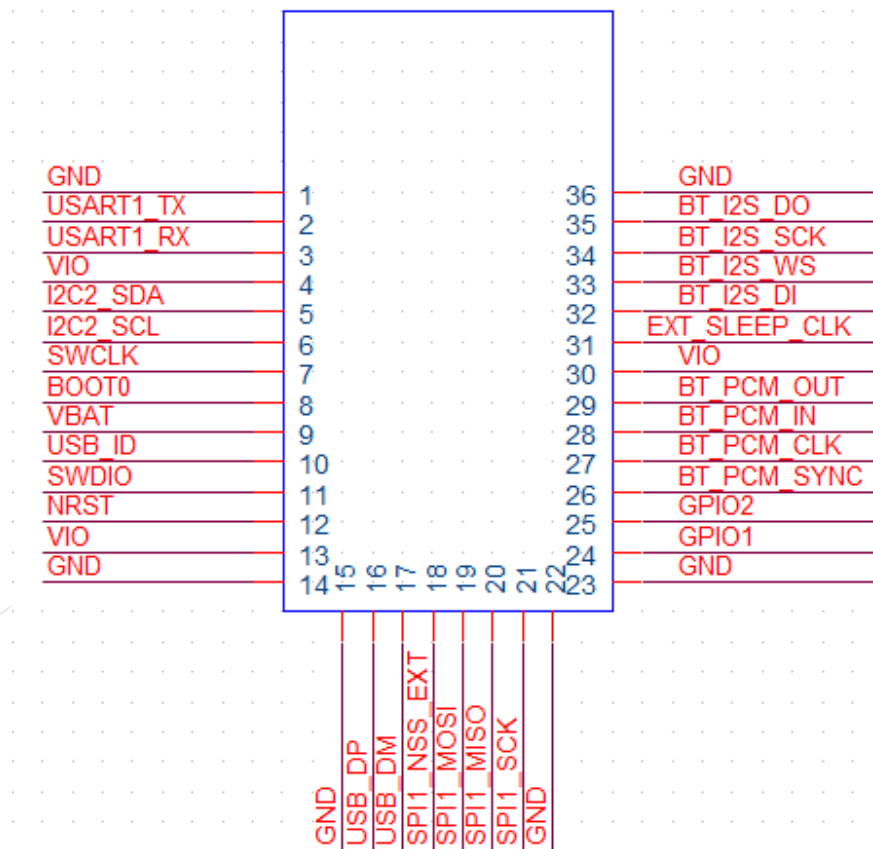 GND
1
36
GND
USART1_TX
2
35
BT_I2S_DO
USART1_RX
3
34
BT_I2S_SCK
VIO
4
33
BT_I2S_WS
I2C2_SDA
5
32
BT_I2S_DI
I2C2_SCL
6
31
EXT_SLEEP_CLK
SWCLK
7
30
VIO
BOOT0
8
29
BT_PCM_OUT
VBAT
9
28
BT_PCM_IN
USB_ID
10
27
BT_PCM_CLK
SWDIO
11
26
BT_PCM_SYNC
NRST
12
25
GPIO2
VIO
13
24
GPIO1
GND
14
23
GND
15
16
17
18
19
20
21
22
GND
USB_DP
USB_DM
SPI1_NSS_EXT
SPI1_MOSI
SPI1_MISO
SPI1_SCK
GND